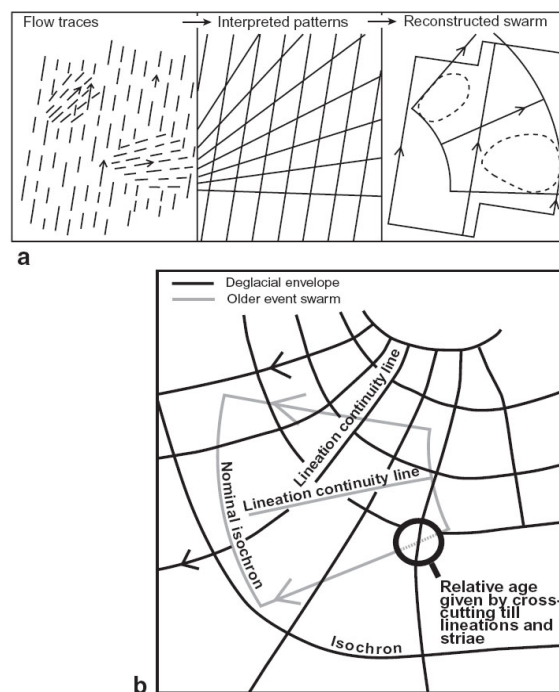 Flow traces → Interpreted patterns → Reconstructed swarm
a
Deglacial envelope
Older event swarm
Lineation continuity line
Lineation continuity line
Nominal isochron
Relative age
given by cross-
cutting till
lineations and
striae
Isochron
b